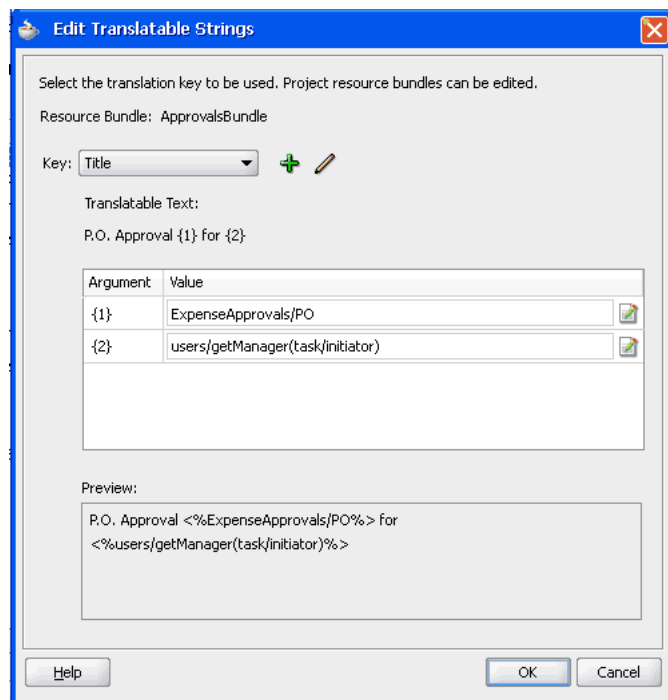 Edit Translatable Strings
Select the translation key to be used. Project resource bundles can be edited.
Resource Bundle: ApprovalsBundle
Key: Title
Translatable Text:
P.O. Approval {1} for {2}
Argument Value
{1} ExpenseApprovals/PO
{2} users/getManager(task/initiator)
Preview:
P.O. Approval <%ExpenseApprovals/PO%> for
<%users/getManager(task/initiator)%>
Help OK Cancel